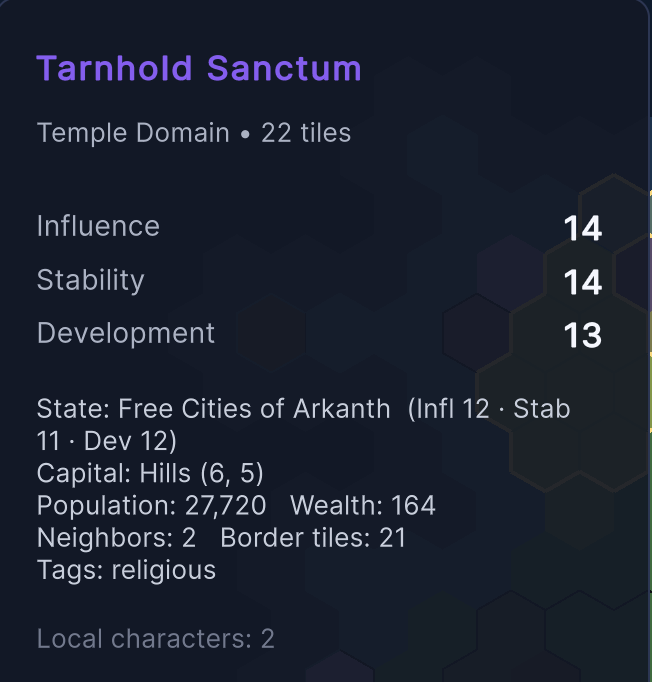 Tarnhold Sanctum
Temple Domain • 22 tiles
Influence 14
Stability 14
Development 13
State: Free Cities of Arkanth (Infl 12 · Stab
11 · Dev 12)
Capital: Hills (6, 5)
Population: 27,720 Wealth: 164
Neighbors: 2 Border tiles: 21
Tags: religious
Local characters: 2